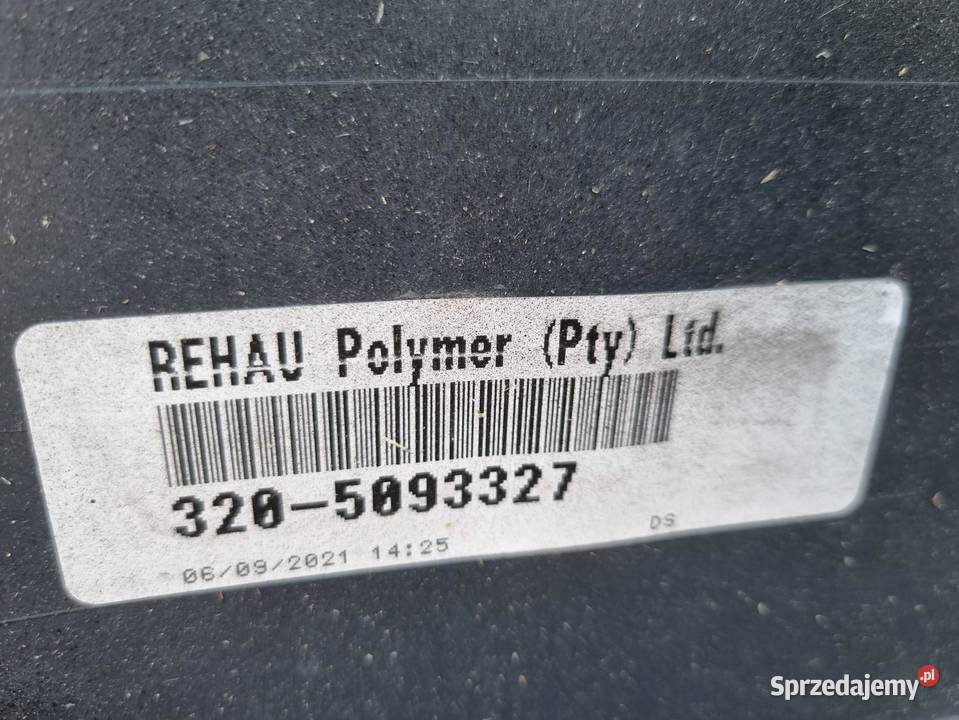 REHAU Polymer (Pty) Ltd.
320-5093327
06/09/2021 14:25
DS
Sprzedajemy.pl